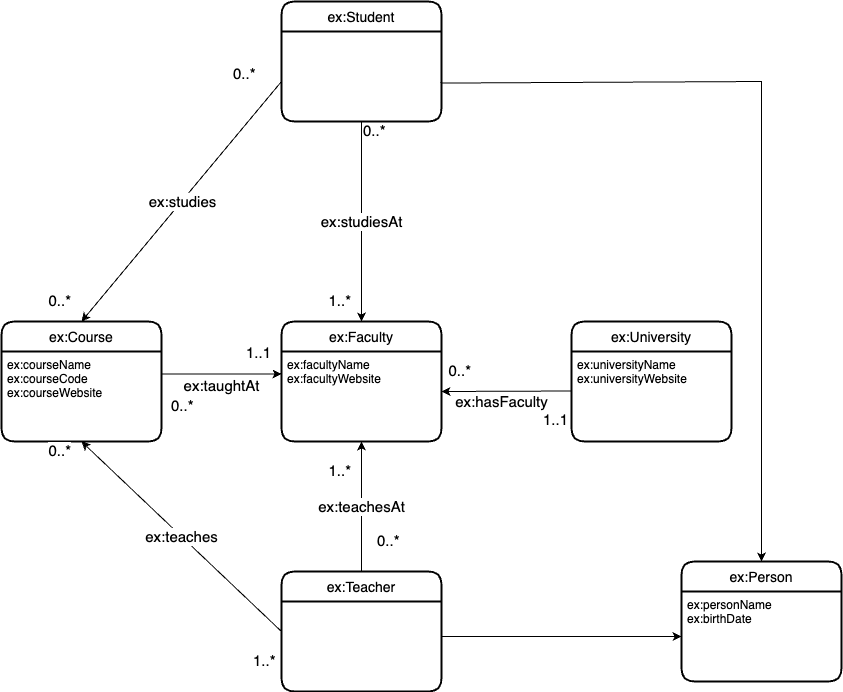 ex:Student
0..*
0..*
ex:studies
ex:studiesAt
0..*
1..*
ex:Course
ex:courseName
ex:courseCode
ex:courseWebsite
1..1
ex:taughtAt
0..*
ex:Faculty
ex:facultyName
ex:facultyWebsite
0..*
ex:hasFaculty
1..1
ex:University
ex:universityName
ex:universityWebsite
0..*
1..*
ex:teachesAt
ex:teaches
0..*
ex:Teacher
1..*
ex:Person
ex:personName
ex:birthDate